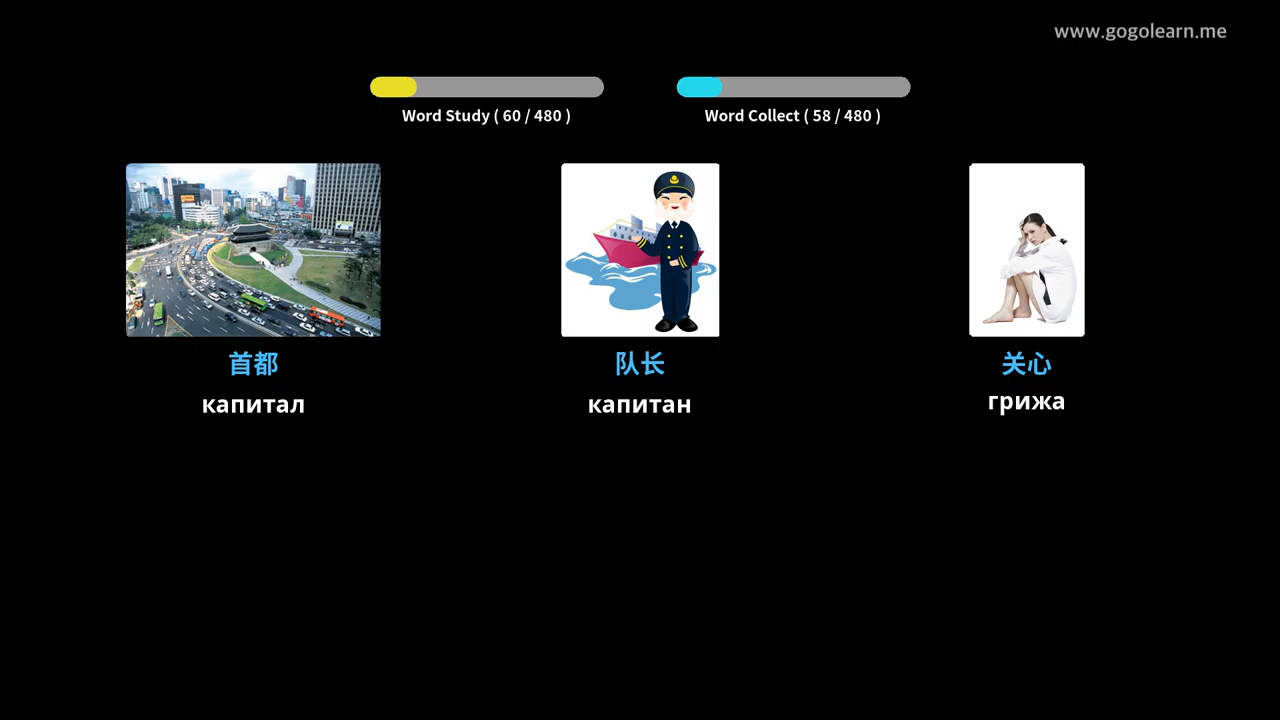 www.gogolearn.me
Word Study ( 60 / 480 )
Word Collect ( 58 / 480 )
首都
队长
关心
капитал
капитан
грижа